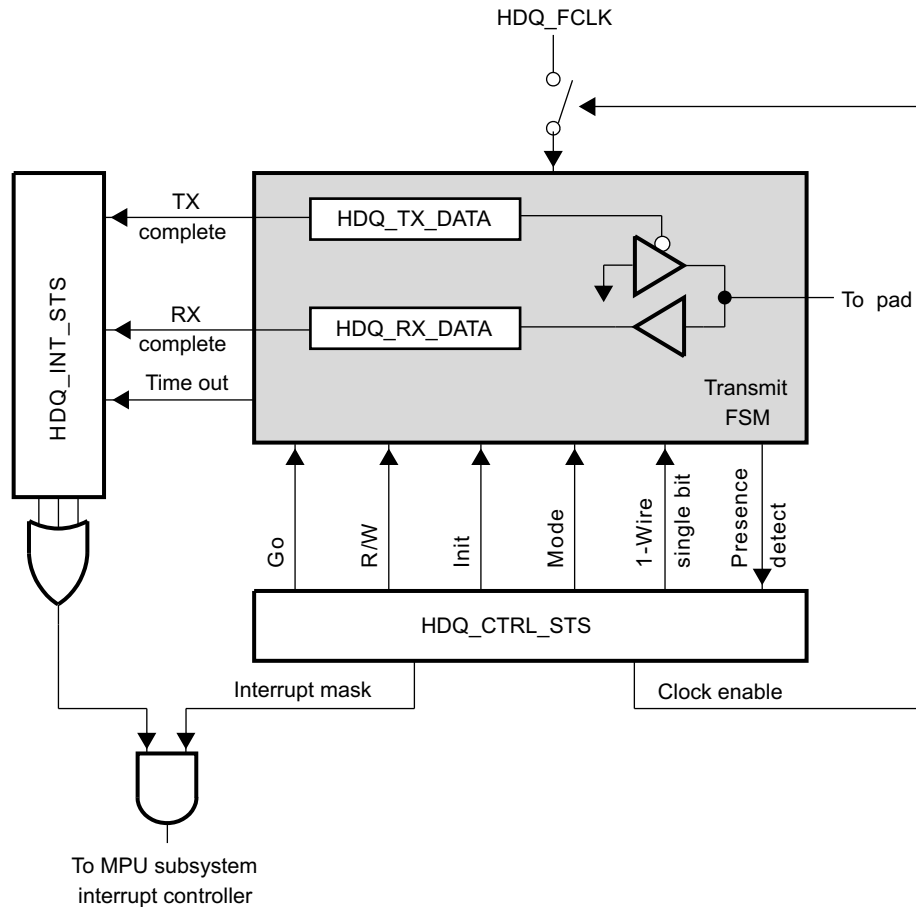 HDQ_FCLK
TX
complete
HDQ_TX_DATA
To pad
RX
complete
HDQ_RX_DATA
HDQ_INT_STS
Time out
Transmit
FSM
Go
R/W
Init
Mode
1-Wire
single bit
Presence
detect
HDQ_CTRL_STS
Interrupt mask
Clock enable
To MPU subsystem
interrupt controller